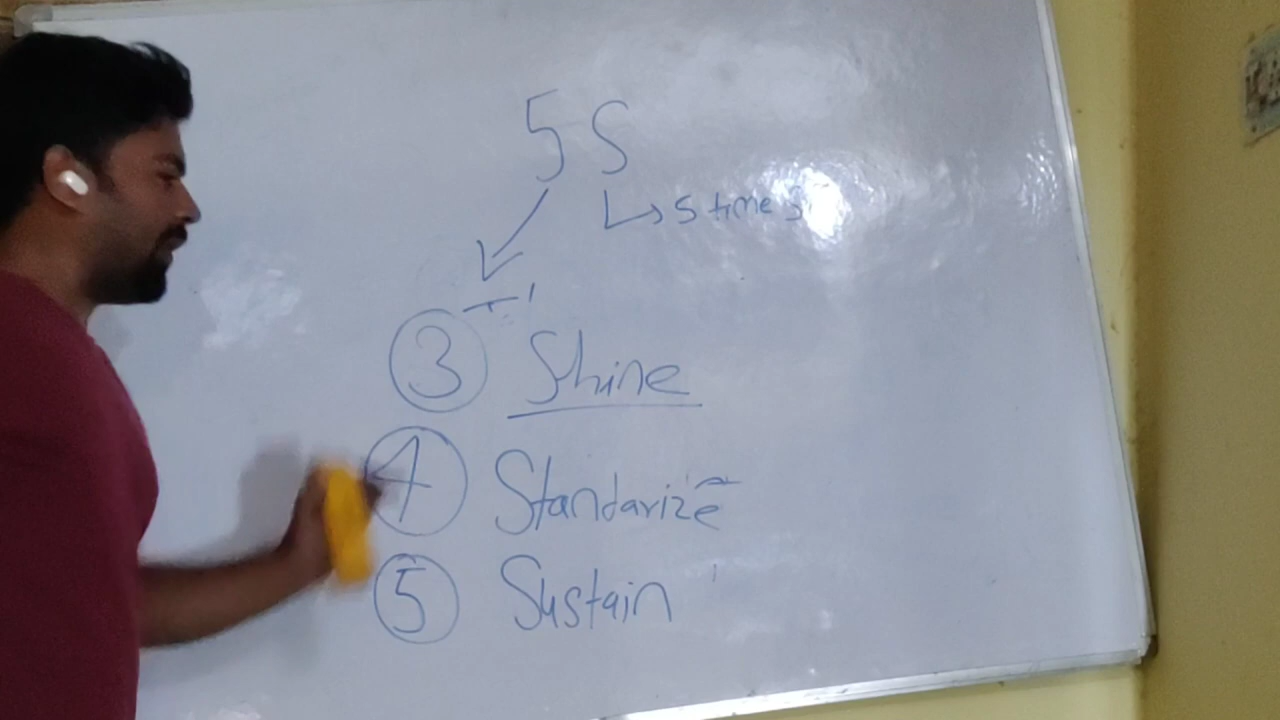 5 S
↳ 5 times
③ Shine
④ Standarize
⑤ Sustain